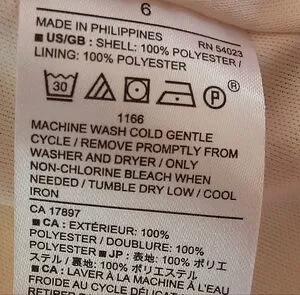 6
MADE IN PHILIPPINES RN 54023
■ US/GB: SHELL: 100% POLYESTER /
LINING: 100% POLYESTER
30 P ®
1166
MACHINE WASH COLD GENTLE
CYCLE / REMOVE PROMPTLY FROM
WASHER AND DRYER / ONLY
NON-CHLORINE BLEACH WHEN
NEEDED / TUMBLE DRY LOW / COOL
IRON
CA 17897
■ CA: EXTÉRIEUR: 100%
POLYESTER / DOUBLURE: 100%
POLYESTER ■ JP: 表地: 100% ポリエ
ステル / 裏地: 100% ポリエステル
■ CA: LAVER À LA MACHINE À
FROID AU CYCLE DÉLICAT